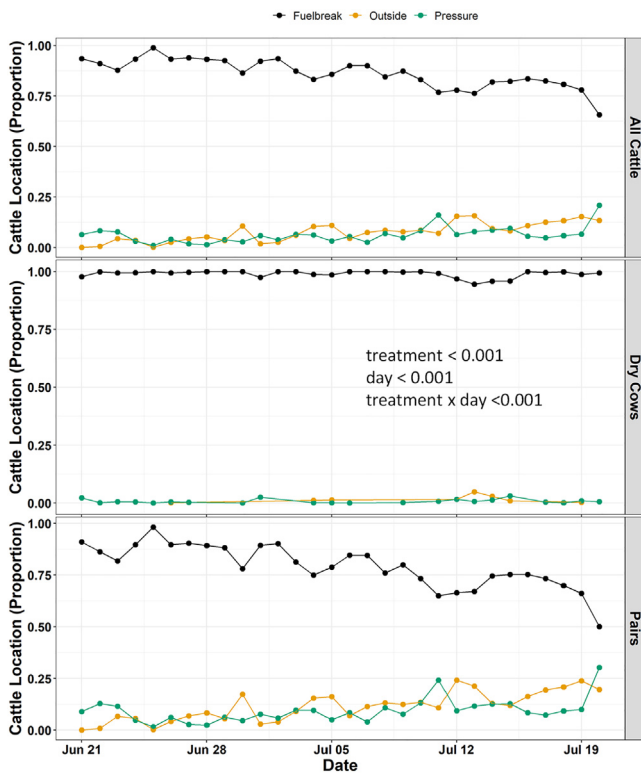 Fuelbreak Outside Pressure
Cattle Location (Proportion)
1.00
0.75
0.50
0.25
0.00
All Cattle
Cattle Location (Proportion)
1.00
0.75
0.50
0.25
0.00
treatment < 0.001
day < 0.001
treatment x day <0.001
Dry Cows
Cattle Location (Proportion)
1.00
0.75
0.50
0.25
0.00
Pairs
Jun 21 Jun 28 Jul 05 Jul 12 Jul 19
Date